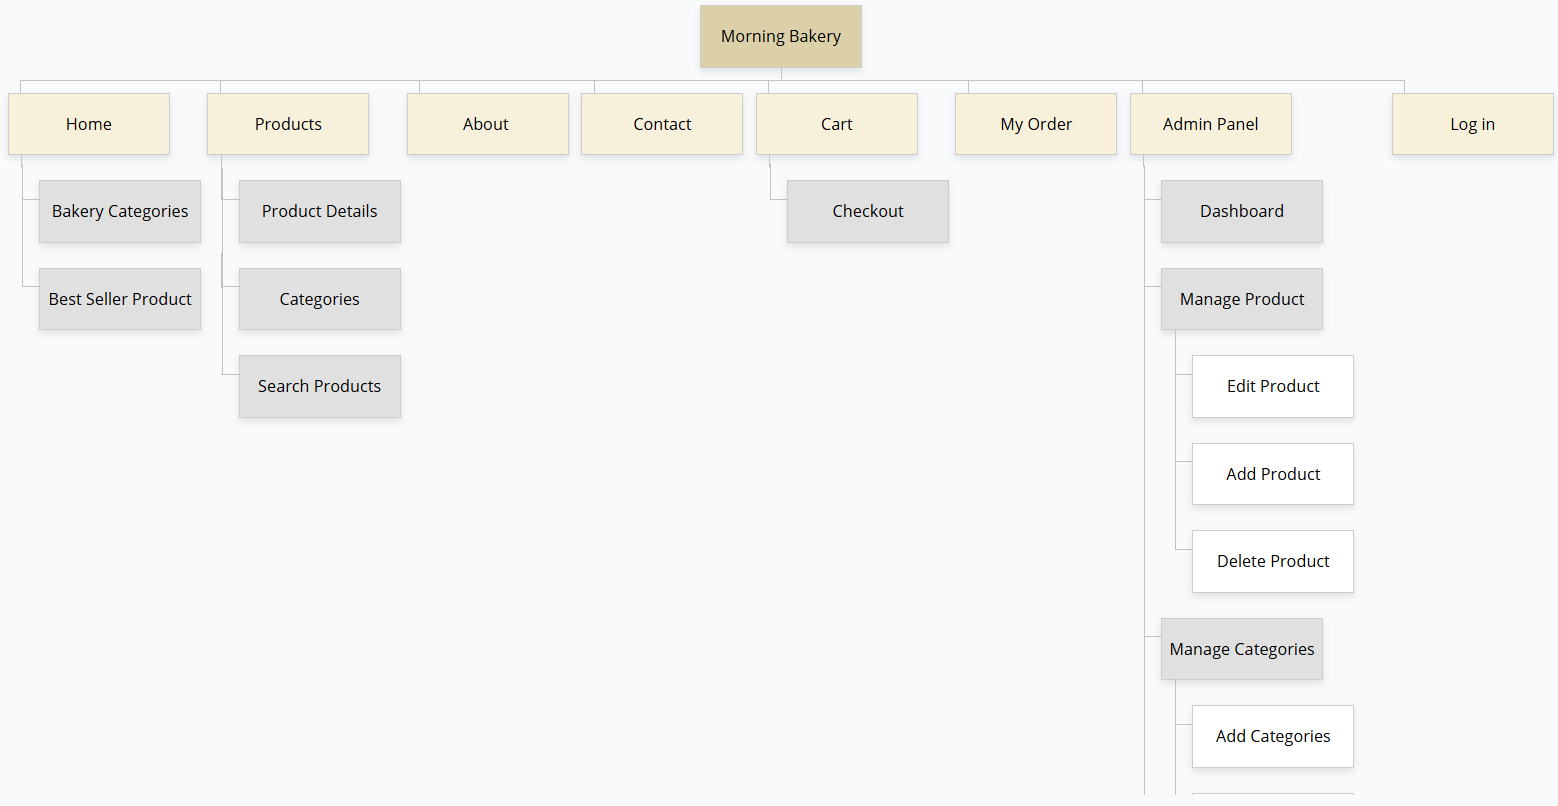 Morning Bakery
Home
Products
About
Contact
Cart
My Order
Admin Panel
Log in
Bakery Categories
Product Details
Checkout
Dashboard
Best Seller Product
Categories
Manage Product
Search Products
Edit Product
Add Product
Delete Product
Manage Categories
Add Categories